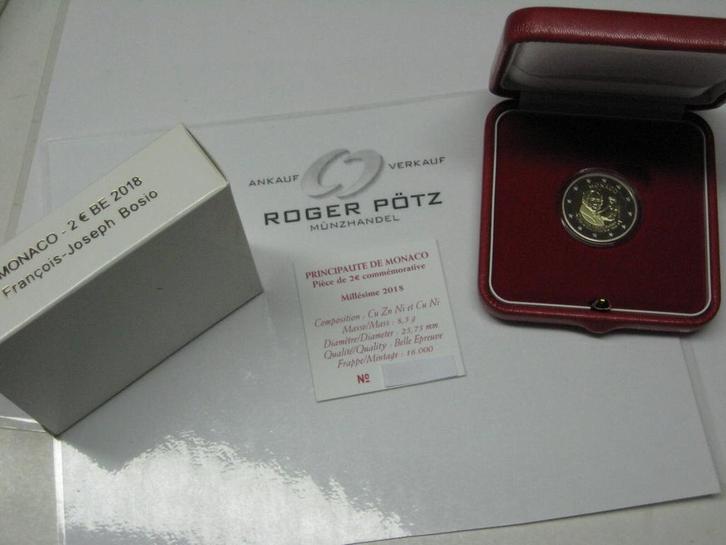 ANKAUF VERKAUF
ROGER PÖTZ
MÜNZHANDEL
MONACO - 2 € BE 2018
François-Joseph Bosio
PRINCIPAUTE DE MONACO
Pièce de 2€ commémorative
Millésime 2018
Composition : Cu Zn Ni et Cu Ni
Masse/Mass : 8,5 g
Diamètre/Diameter : 25,75 mm
Qualité/Quality : Belle Epreuve
Frappe/Mintage : 16.000
№
MONACO